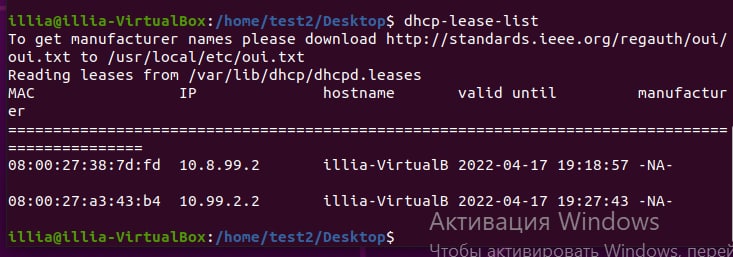 illia@illia-VirtualBox:/home/test2/Desktop$ dhcp-lease-list
To get manufacturer names please download http://standards.ieee.org/regauth/oui/
oui.txt to /usr/local/etc/oui.txt
Reading leases from /var/lib/dhcp/dhcpd.leases
MAC                IP              hostname       valid until         manufactur
er
================================================================================
===============
08:00:27:38:7d:fd  10.8.99.2       illia-VirtualB 2022-04-17 19:18:57 -NA-
08:00:27:a3:43:b4  10.99.2.2       illia-VirtualB 2022-04-17 19:27:43 -NA-
illia@illia-VirtualBox:/home/test2/Desktop$
Активация Windows
Чтобы активировать Windows, перей